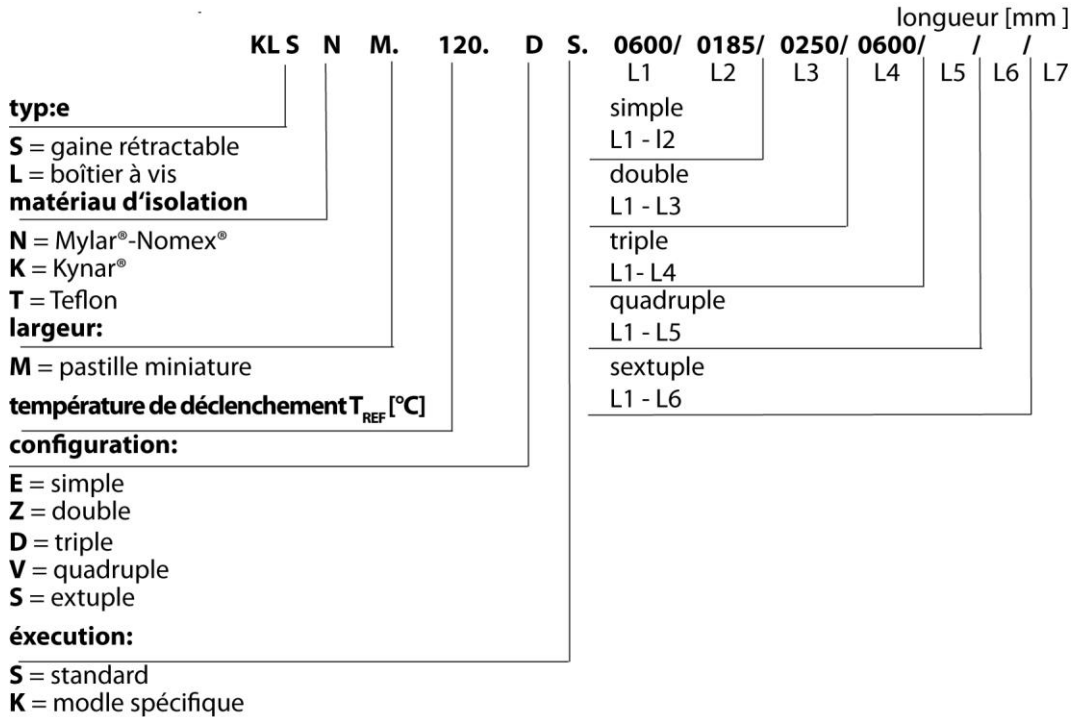 longueur [mm ]
KL S N M. 120. D S. 0600/ 0185/ 0250/ 0600/ / /
L1 L2 L3 L4 L5 L6 L7
typ:e
S = gaine rétractable
L = boîtier à vis
matériau d‘isolation
N = Mylar®-Nomex®
K = Kynar®
T = Teflon
largeur:
M = pastille miniature
température de déclenchement TREF [°C]
configuration:
E = simple
Z = double
D = triple
V = quadruple
S = extuple
éxecution:
S = standard
K = modle spécifique
simple
L1 - l2
double
L1 - L3
triple
L1- L4
quadruple
L1 - L5
sextuple
L1 - L6